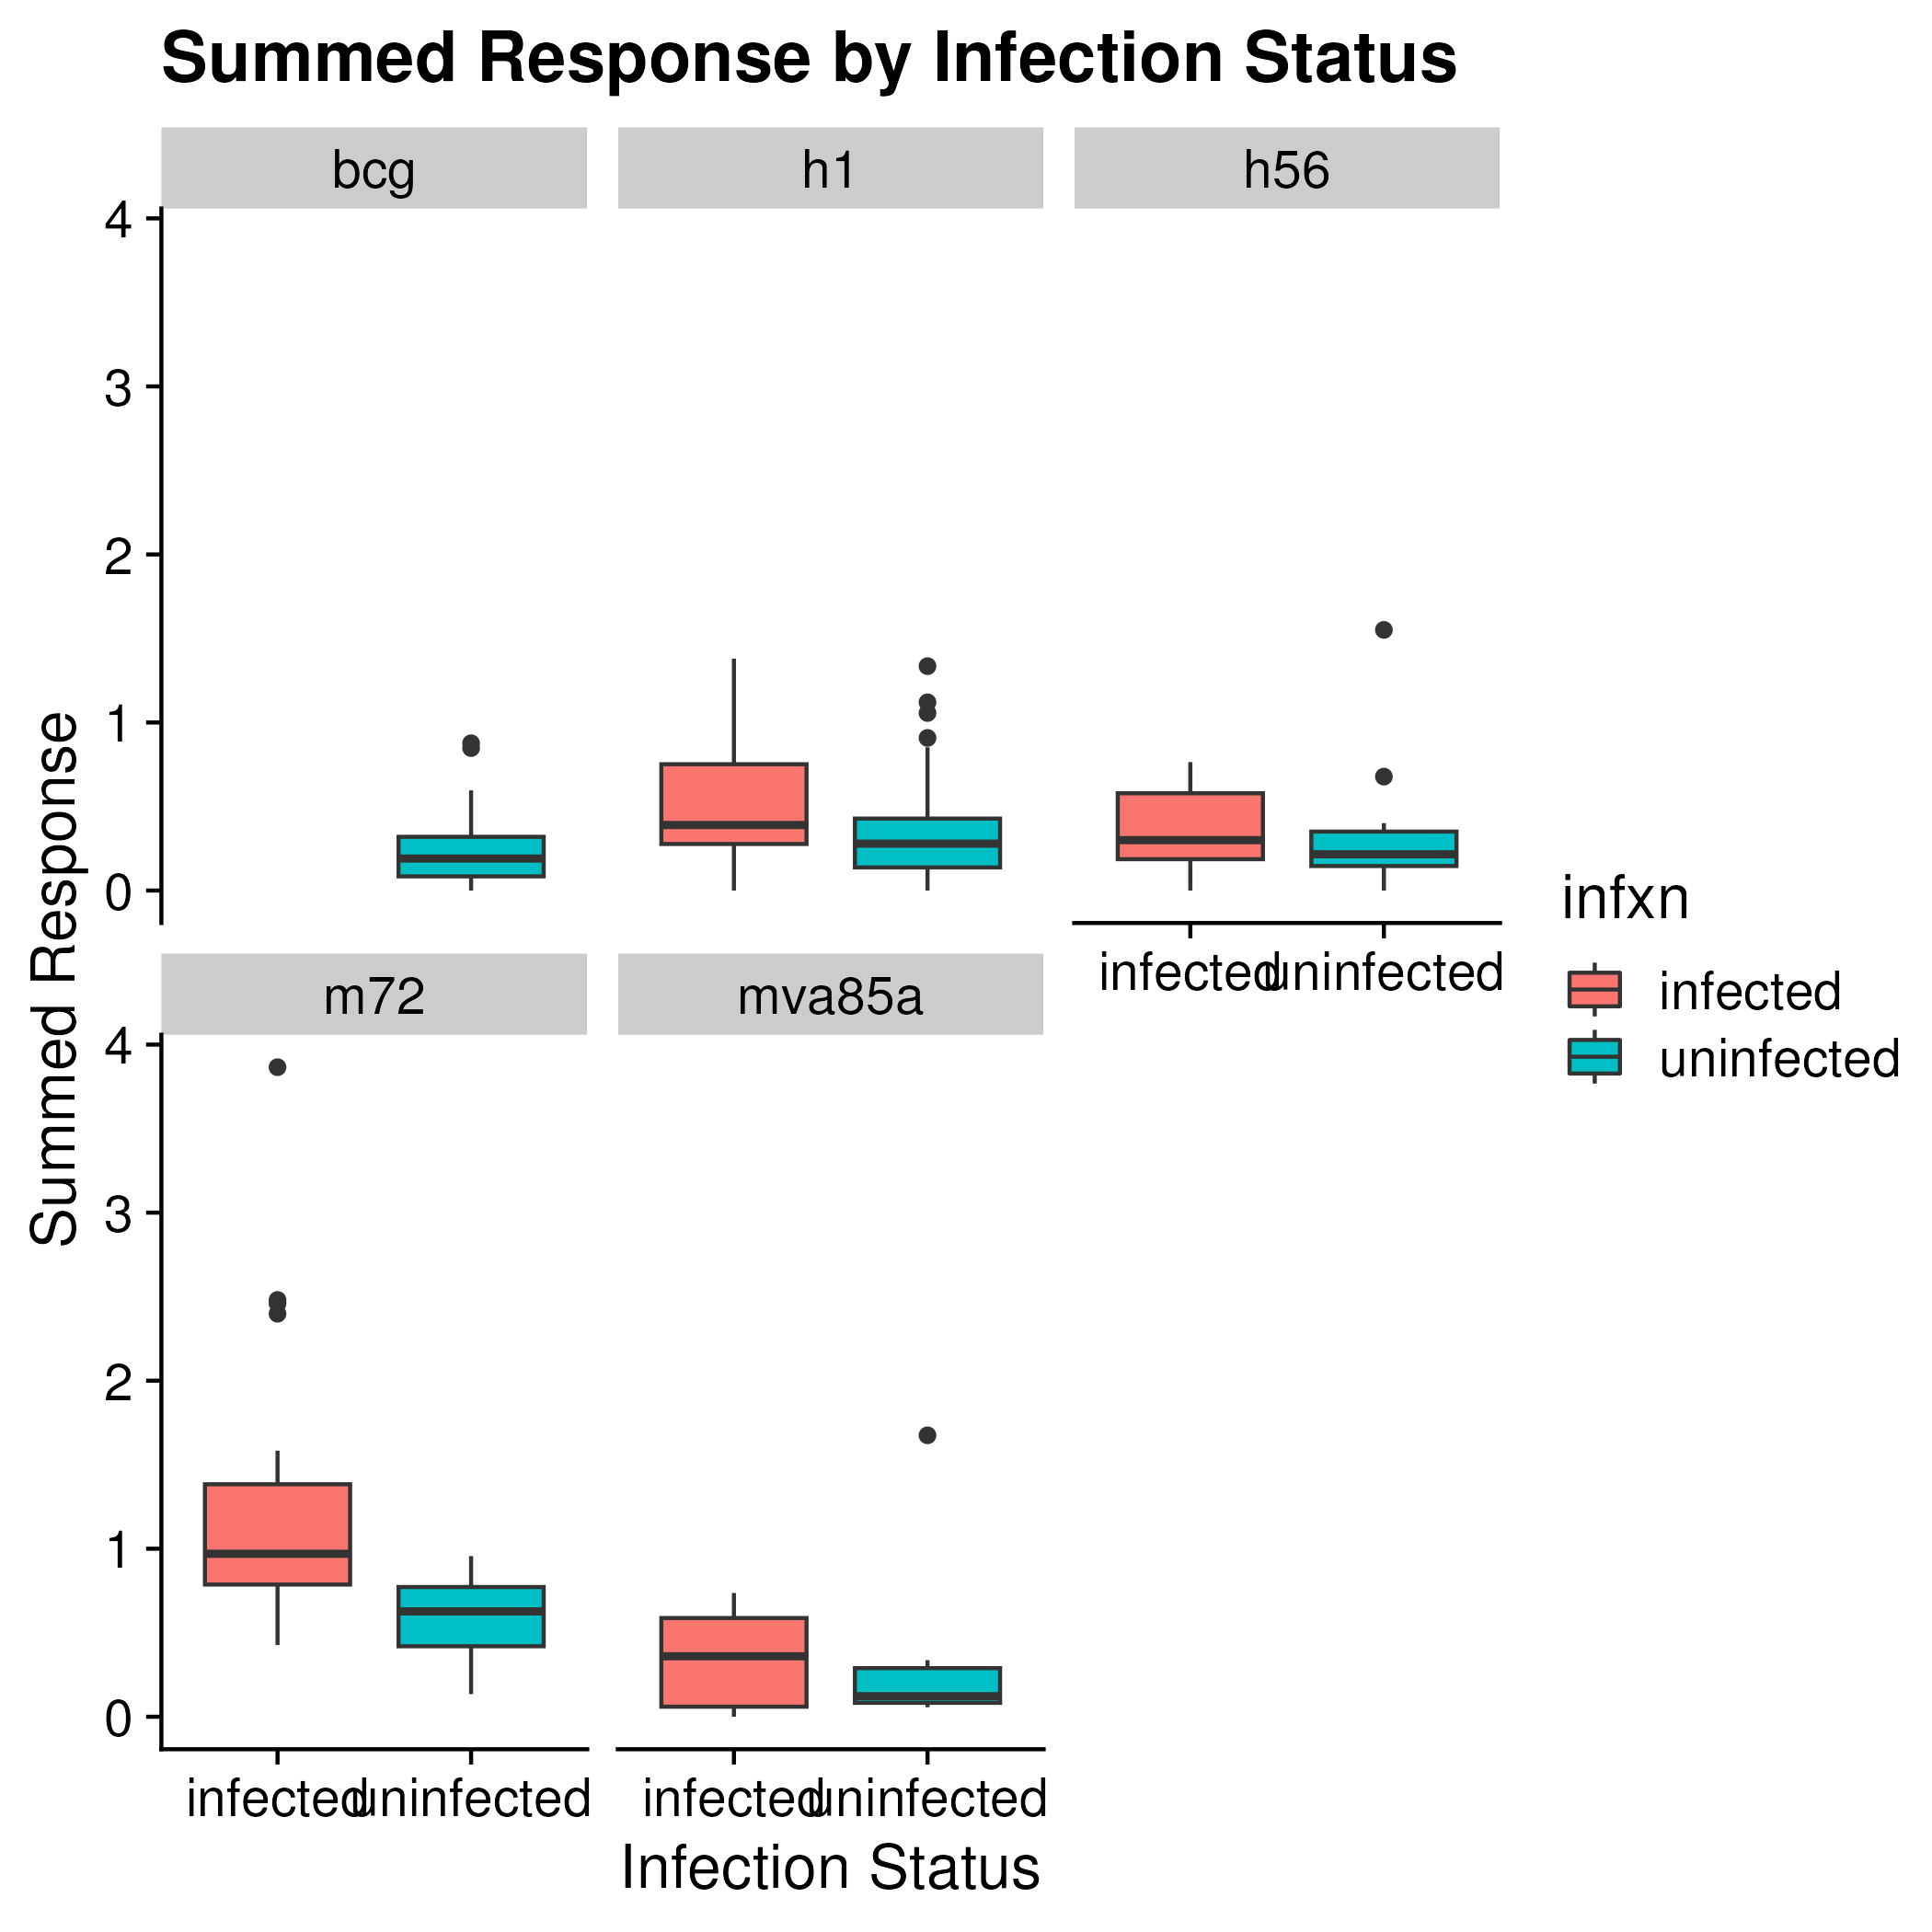 Summed Response by Infection Status
bcg
h1
h56
4
3
2
1
0
infected
uninfected
m72
mva85a
4
3
2
1
0
infected
uninfected
infected
uninfected
Infection Status
Summed Response
infxn
infected
uninfected